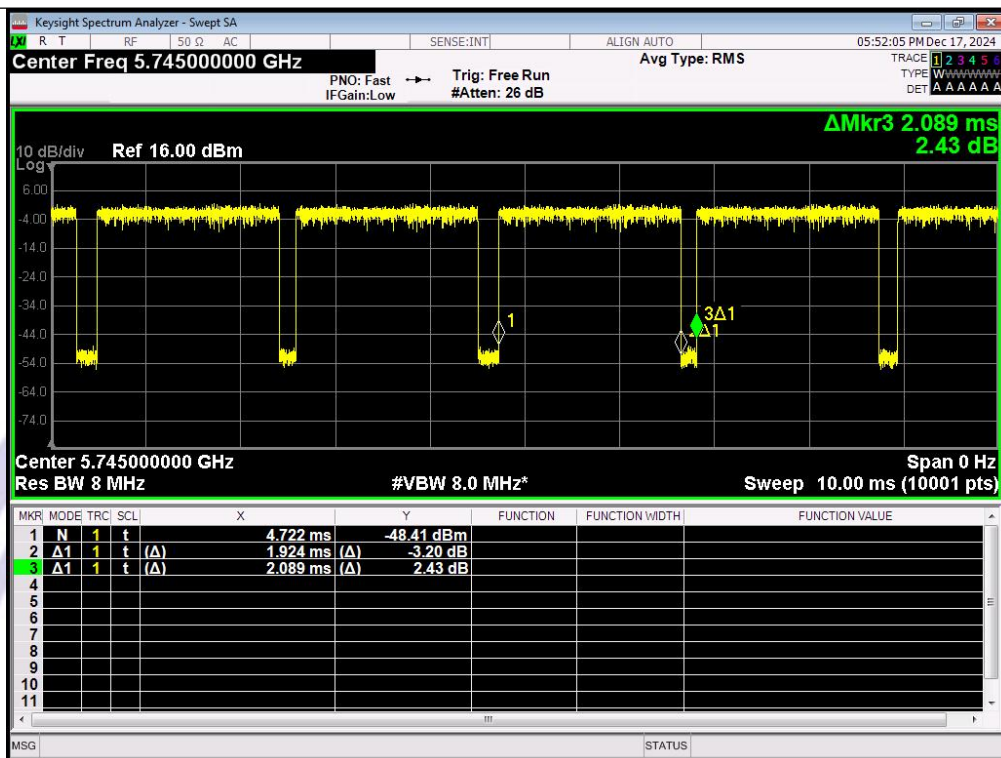 Keysight Spectrum Analyzer - Swept SA
LXI R T RF 50 Ω AC SENSE:INT ALIGN AUTO 05:52:05 PM Dec 17, 2024
Center Freq 5.745000000 GHz Avg Type: RMS TRACE 1 2 3 4 5 6
PNO: Fast Trig: Free Run TYPE WWWWWW
IFGain:Low #Atten: 26 dB DET A A A A A A
ΔMkr3 2.089 ms
10 dB/div Ref 16.00 dBm 2.43 dB
Log
6.00
-4.00
-14.0
-24.0
-34.0
3Δ1
1
Δ1
-44.0
-54.0
-64.0
-74.0
Center 5.745000000 GHz Span 0 Hz
Res BW 8 MHz #VBW 8.0 MHz* Sweep 10.00 ms (10001 pts)
MKR MODE TRC SCL X Y FUNCTION FUNCTION WIDTH FUNCTION VALUE
1 N 1 t 4.722 ms -48.41 dBm
2 Δ1 1 t (Δ) 1.924 ms (Δ) -3.20 dB
3 Δ1 1 t (Δ) 2.089 ms (Δ) 2.43 dB
4
5
6
7
8
9
10
11
MSG STATUS